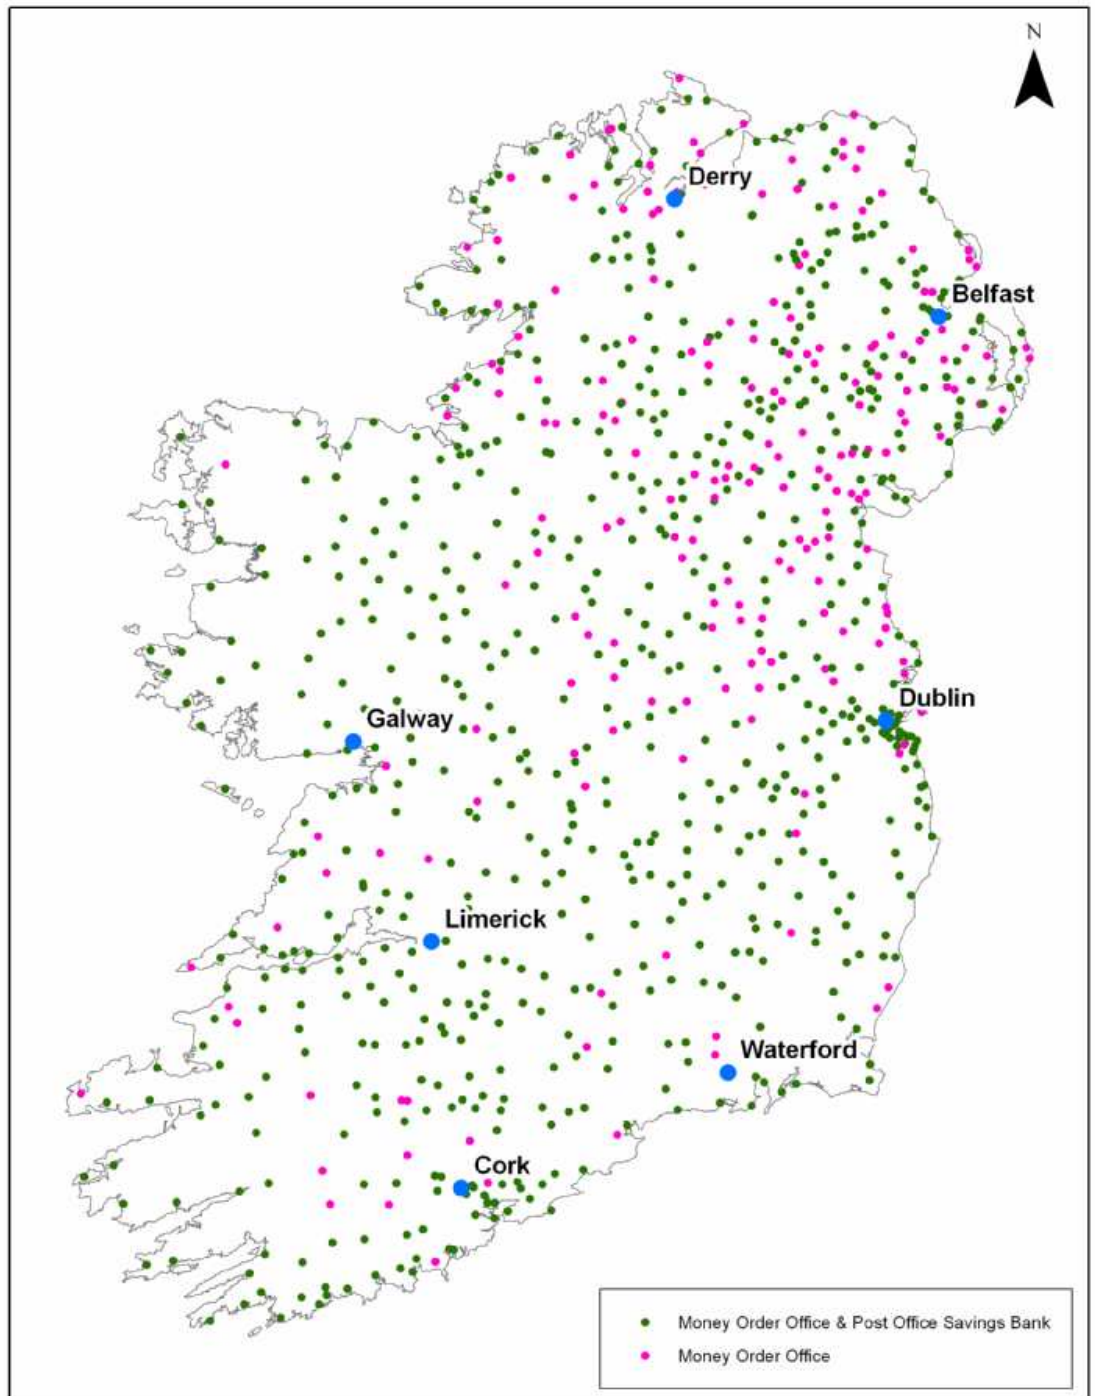 N
Derry
Belfast
Dublin
Galway
Limerick
Waterford
Cork
Money Order Office & Post Office Savings Bank
Money Order Office